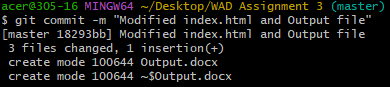 acer@305-16 MINGW64 ~/Desktop/WAD Assignment 3 (master)
$ git commit -m "Modified index.html and Output file"
[master 18293bb] Modified index.html and Output file
 3 files changed, 1 insertion(+)
 create mode 100644 Output.docx
 create mode 100644 ~$Output.docx